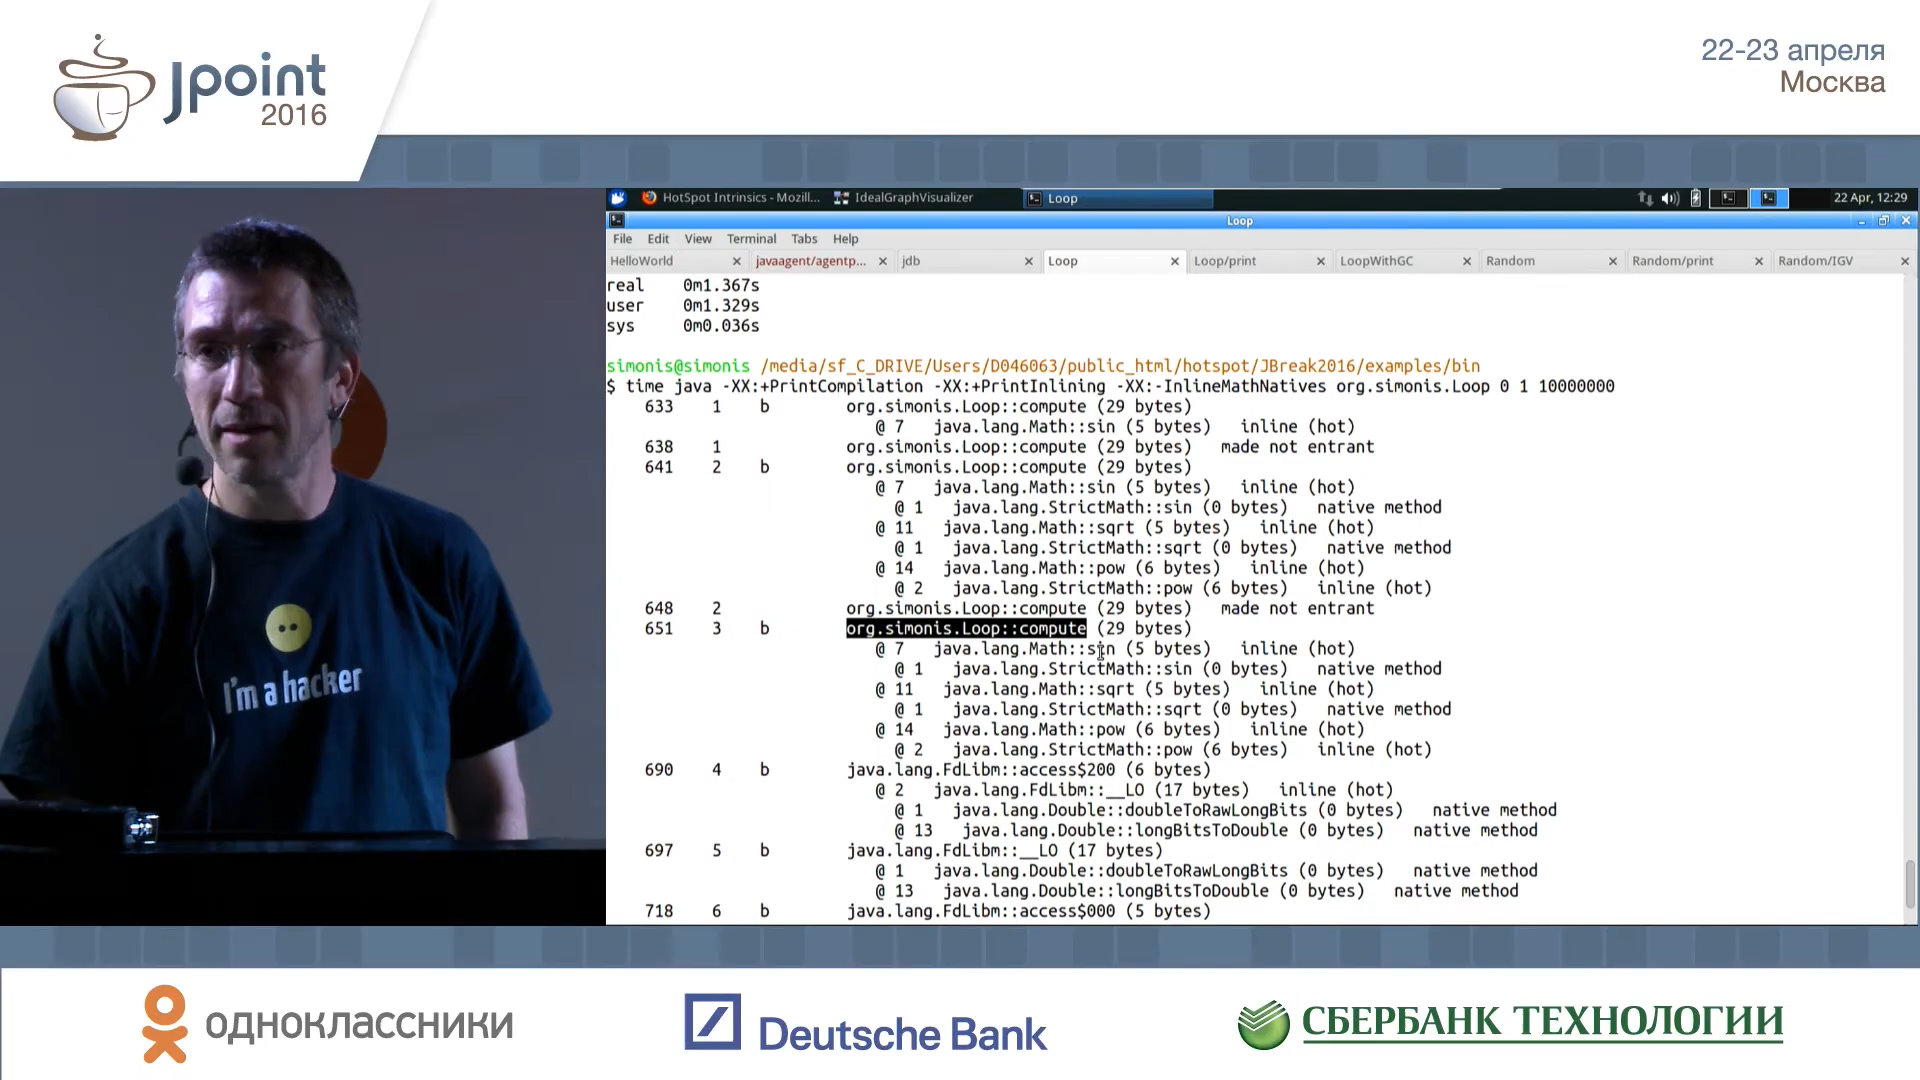 Jpoint
2016
22-23 апреля
Москва
HotSpot Intrinsics - Mozill... IdealGraphVisualizer Loop 22 Apr, 12:29
Loop
File Edit View Terminal Tabs Help
HelloWorld javaagent/agentp... jdb Loop Loop/print LoopWithGC Random Random/print Random/IGV
real 0m1.367s
user 0m1.329s
sys 0m0.036s
simonis@simonis /media/sf_C_DRIVE/Users/D046063/public_html/hotspot/JBreak2016/examples/bin
$ time java -XX:+PrintCompilation -XX:+PrintInlining -XX:-InlineMathNatives org.simonis.Loop 0 1 10000000
633 1 b org.simonis.Loop::compute (29 bytes)
@ 7 java.lang.Math::sin (5 bytes) inline (hot)
638 1 org.simonis.Loop::compute (29 bytes) made not entrant
641 2 b org.simonis.Loop::compute (29 bytes)
@ 7 java.lang.Math::sin (5 bytes) inline (hot)
@ 1 java.lang.StrictMath::sin (0 bytes) native method
@ 11 java.lang.Math::sqrt (5 bytes) inline (hot)
@ 1 java.lang.StrictMath::sqrt (0 bytes) native method
@ 14 java.lang.Math::pow (6 bytes) inline (hot)
@ 2 java.lang.StrictMath::pow (6 bytes) inline (hot)
648 2 org.simonis.Loop::compute (29 bytes) made not entrant
651 3 b org.simonis.Loop::compute (29 bytes)
@ 7 java.lang.Math::sin (5 bytes) inline (hot)
@ 1 java.lang.StrictMath::sin (0 bytes) native method
@ 11 java.lang.Math::sqrt (5 bytes) inline (hot)
@ 1 java.lang.StrictMath::sqrt (0 bytes) native method
@ 14 java.lang.Math::pow (6 bytes) inline (hot)
@ 2 java.lang.StrictMath::pow (6 bytes) inline (hot)
690 4 b java.lang.FdLibm::access$200 (6 bytes)
@ 2 java.lang.FdLibm::__LO (17 bytes) inline (hot)
@ 1 java.lang.Double::doubleToRawLongBits (0 bytes) native method
@ 13 java.lang.Double::longBitsToDouble (0 bytes) native method
697 5 b java.lang.FdLibm::__LO (17 bytes)
@ 1 java.lang.Double::doubleToRawLongBits (0 bytes) native method
@ 13 java.lang.Double::longBitsToDouble (0 bytes) native method
718 6 b java.lang.FdLibm::access$000 (5 bytes)
I'm a hacker
одноклассники
Deutsche Bank
СБЕРБАНК ТЕХНОЛОГИИ